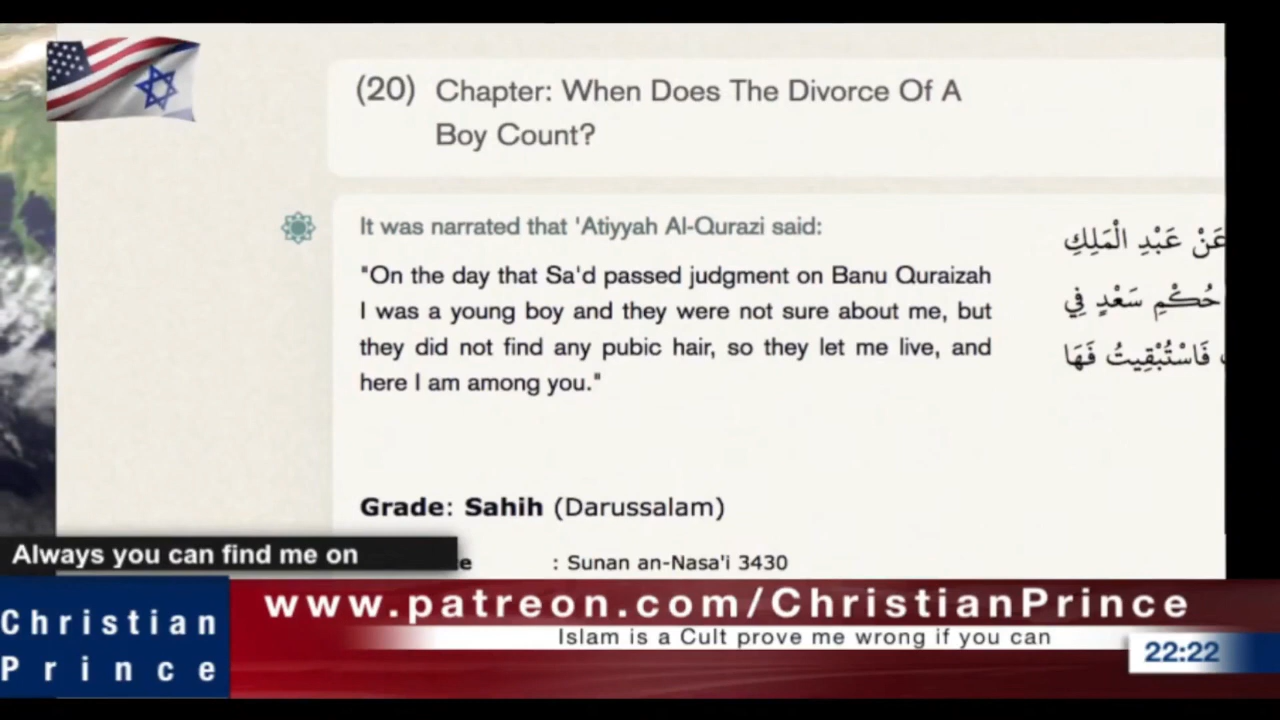 (20) Chapter: When Does The Divorce Of A
Boy Count?
It was narrated that 'Atiyyah Al-Qurazi said:
"On the day that Sa'd passed judgment on Banu Quraizah
I was a young boy and they were not sure about me, but
they did not find any pubic hair, so they let me live, and
here I am among you."
عَنْ عَبْدِ الْمَلِكِ
حُكْمِ سَعْدٍ فِي
فَاسْتُبْقِيتُ فَهَا
Grade: Sahih (Darussalam)
: Sunan an-Nasa'i 3430
Always you can find me on
www.patreon.com/ChristianPrince
Islam is a Cult prove me wrong if you can
Christian
Prince
22:22